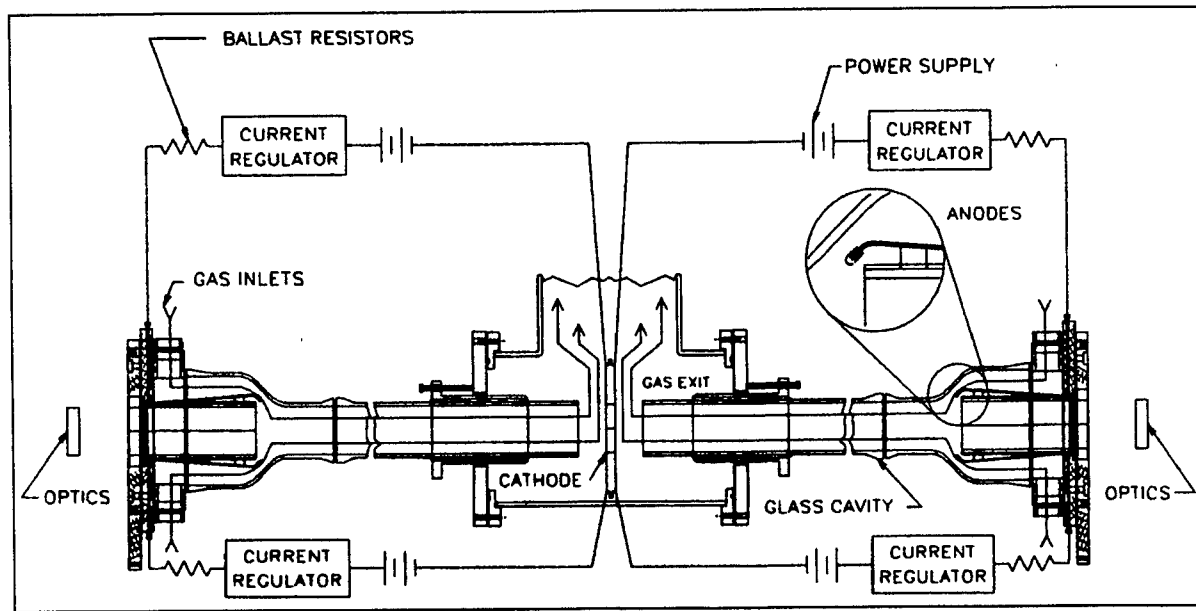 BALLAST RESISTORS
POWER SUPPLY
CURRENT
REGULATOR
CURRENT
REGULATOR
ANODES
GAS INLETS
GAS EXIT
CATHODE
OPTICS
GLASS CAVITY
OPTICS
CURRENT
REGULATOR
CURRENT
REGULATOR